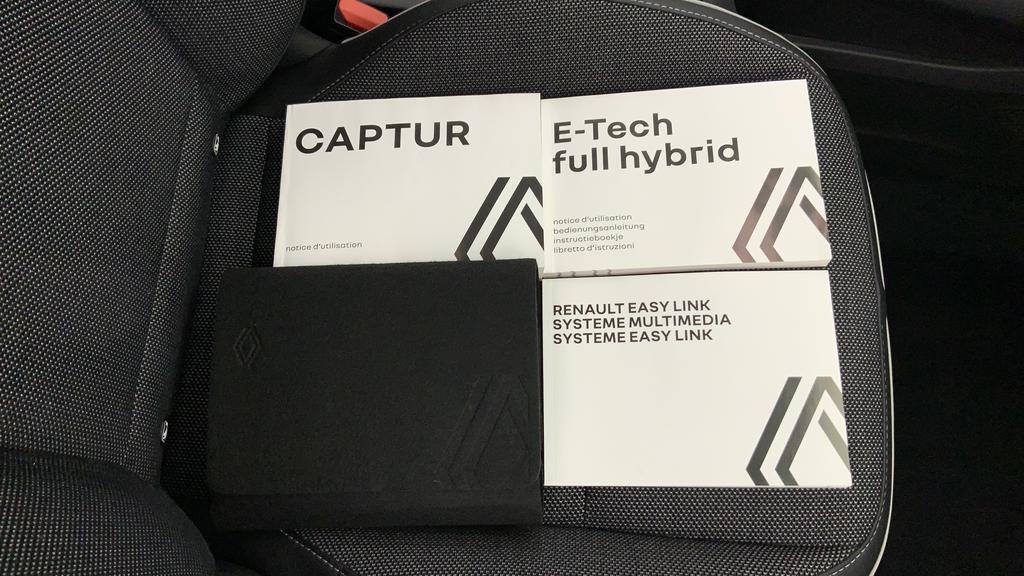 CAPTUR
notice d'utilisation
E-Tech
full hybrid
notice d'utilisation
bedienungsanleitung
instructieboekje
libretto d'istruzioni
RENAULT EASY LINK
SYSTEME MULTIMEDIA
SYSTEME EASY LINK